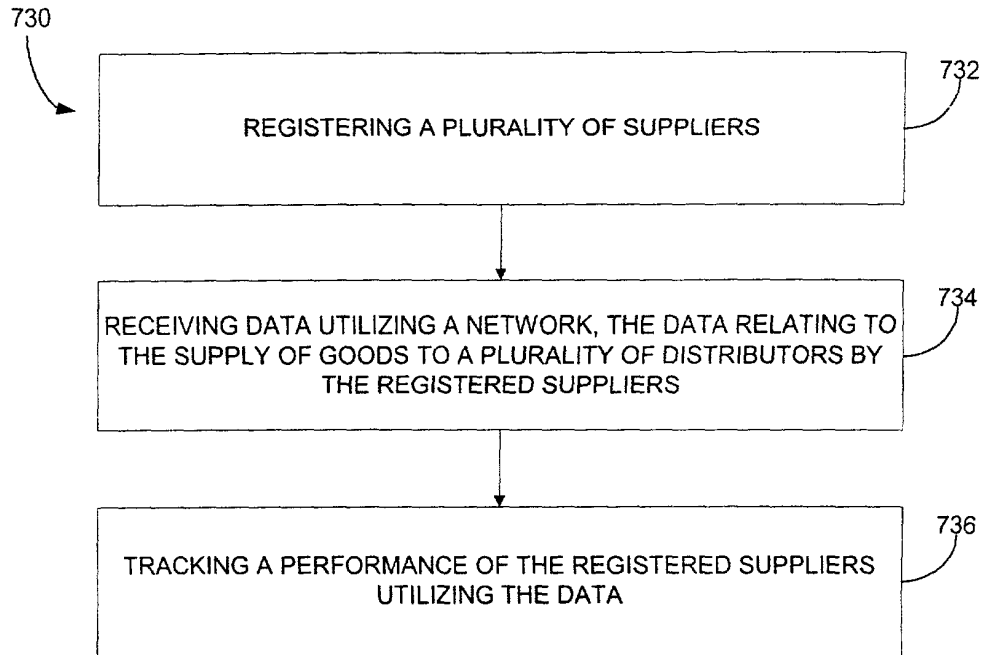 730
732
REGISTERING A PLURALITY OF SUPPLIERS
734
RECEIVING DATA UTILIZING A NETWORK, THE DATA RELATING TO
THE SUPPLY OF GOODS TO A PLURALITY OF DISTRIBUTORS BY
THE REGISTERED SUPPLIERS
736
TRACKING A PERFORMANCE OF THE REGISTERED SUPPLIERS
UTILIZING THE DATA